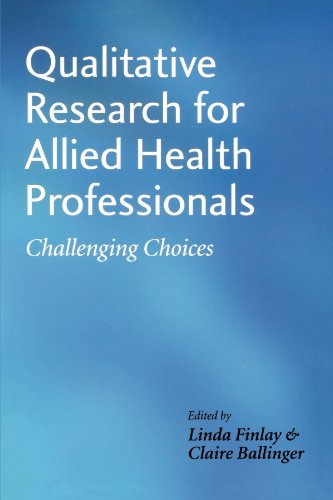 Qualitative
Research for
Allied Health
Professionals
Challenging Choices
Edited by
Linda Finlay &
Claire Ballinger